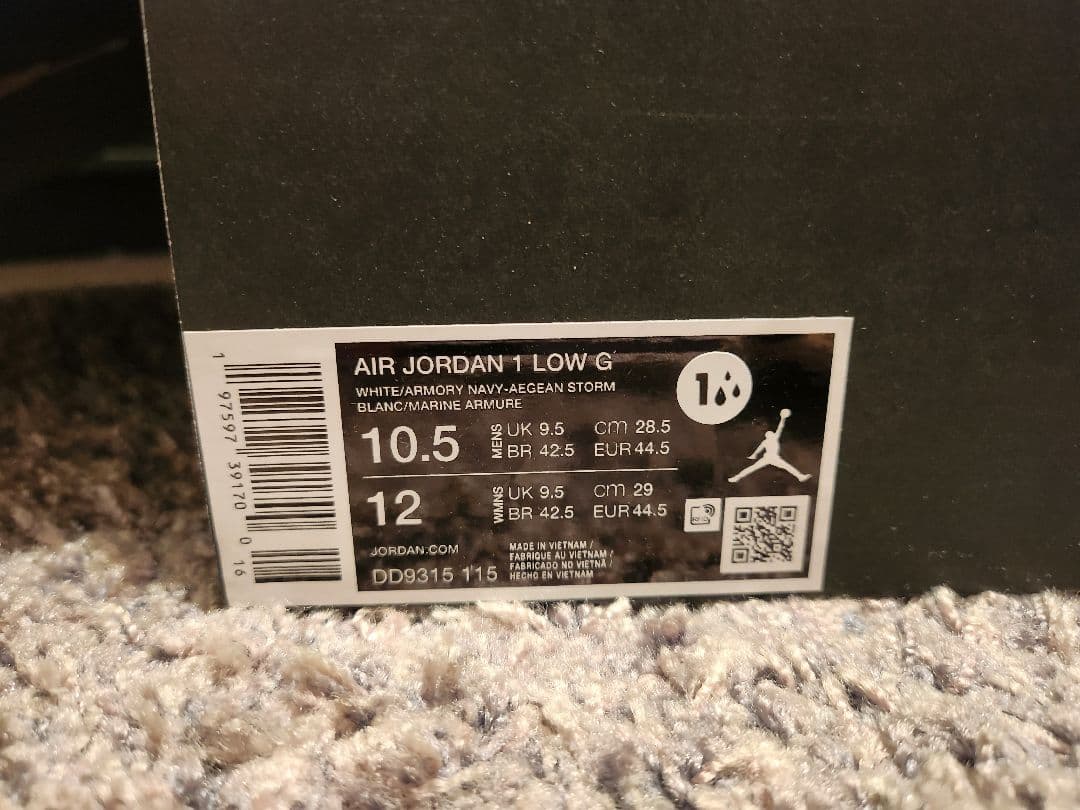 1 97597 39170 0 16
AIR JORDAN 1 LOW G
WHITE/ARMORY NAVY-AEGEAN STORM
BLANC/MARINE ARMURE
10.5 MENS UK 9.5 cm 28.5
BR 42.5 EUR 44.5
12 WMNS UK 9.5 cm 29
BR 42.5 EUR 44.5
JORDAN.COM
DD9315 115
MADE IN VIETNAM /
FABRIQUE AU VIETNAM /
FABRICADO NO VIETNÃ /
HECHO EN VIETNAM
1
RFID